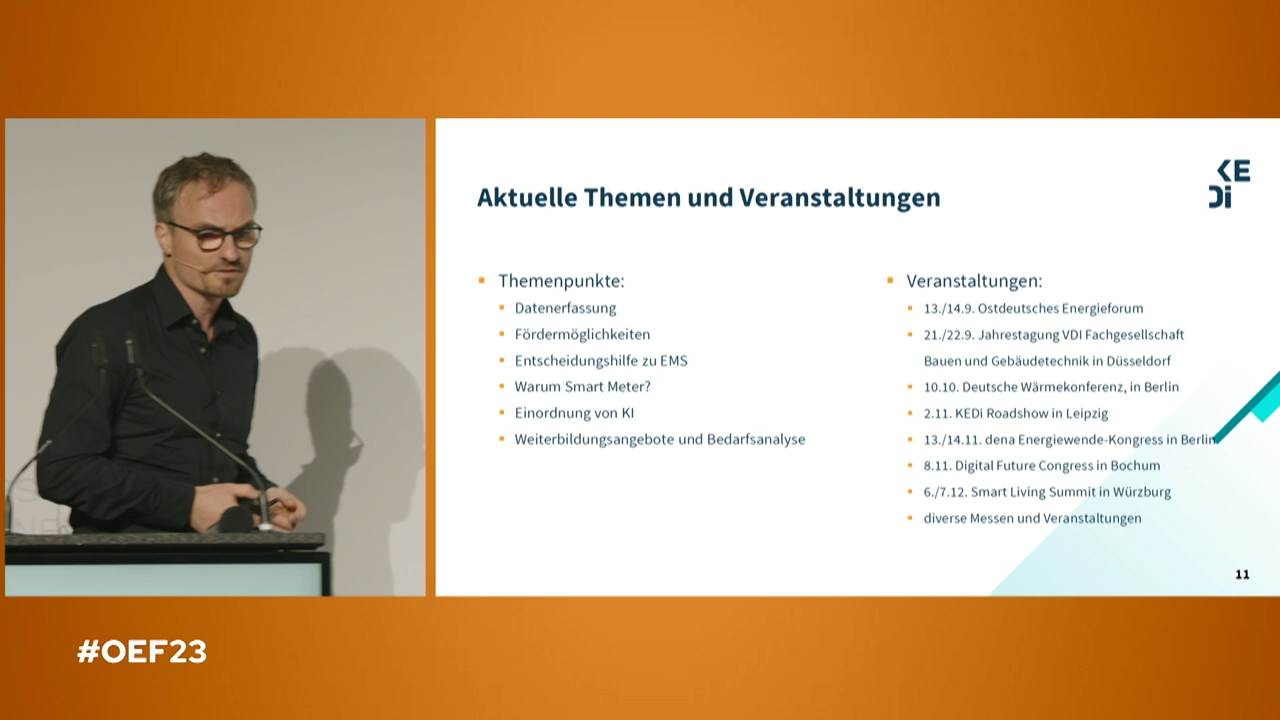 KE
Di
Aktuelle Themen und Veranstaltungen
Themenpunkte:
Datenerfassung
Fördermöglichkeiten
Entscheidungshilfe zu EMS
Warum Smart Meter?
Einordnung von KI
Weiterbildungsangebote und Bedarfsanalyse
Veranstaltungen:
13./14.9. Ostdeutsches Energieforum
21./22.9. Jahrestagung VDI Fachgesellschaft
Bauen und Gebäudetechnik in Düsseldorf
10.10. Deutsche Wärmekonferenz, in Berlin
2.11. KEDi Roadshow in Leipzig
13./14.11. dena Energiewende-Kongress in Berlin
8.11. Digital Future Congress in Bochum
6./7.12. Smart Living Summit in Würzburg
diverse Messen und Veranstaltungen
11
#OEF23